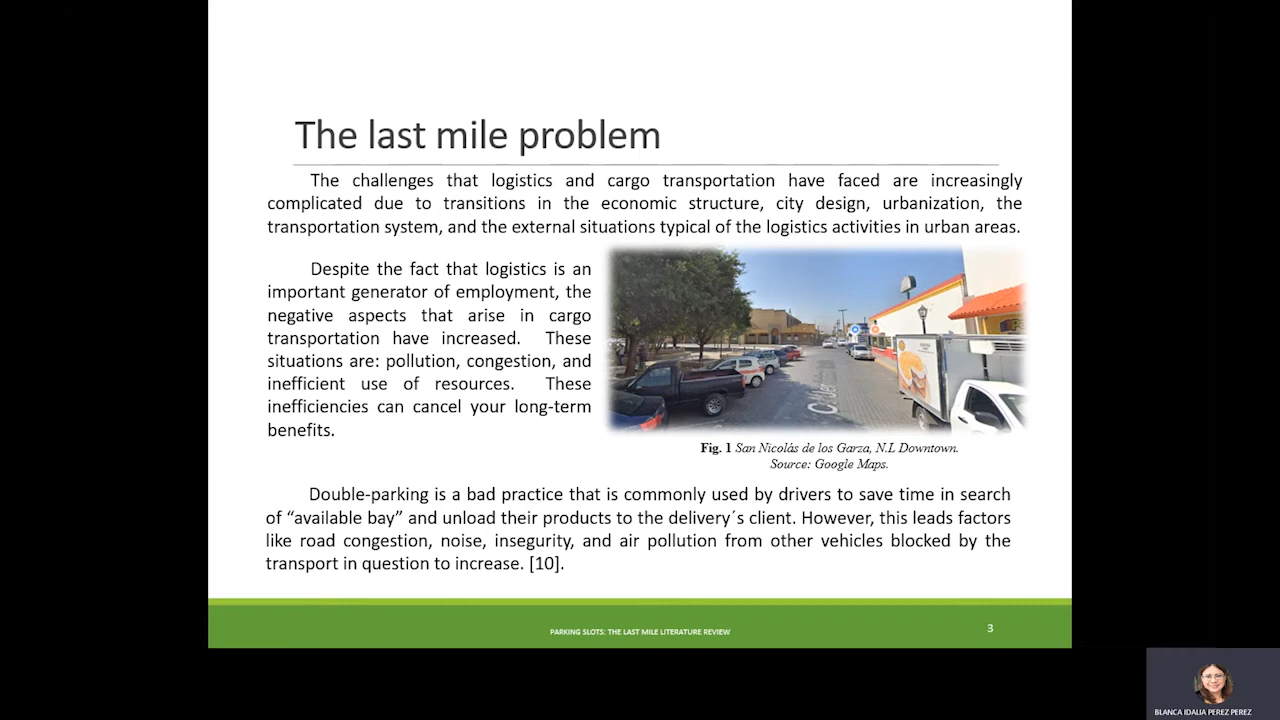 The last mile problem
The challenges that logistics and cargo transportation have faced are increasingly
complicated due to transitions in the economic structure, city design, urbanization, the
transportation system, and the external situations typical of the logistics activities in urban areas.
Despite the fact that logistics is an
important generator of employment, the
negative aspects that arise in cargo
transportation have increased. These
situations are: pollution, congestion, and
inefficient use of resources. These
inefficiencies can cancel your long-term
benefits.
Fig. 1 San Nicolás de los Garza, N.L Downtown.
Source: Google Maps.
Double-parking is a bad practice that is commonly used by drivers to save time in search
of “available bay” and unload their products to the delivery´s client. However, this leads factors
like road congestion, noise, insegurity, and air pollution from other vehicles blocked by the
transport in question to increase. [10].
PARKING SLOTS: THE LAST MILE LITERATURE REVIEW
3
BLANCA IDALIA PEREZ PEREZ